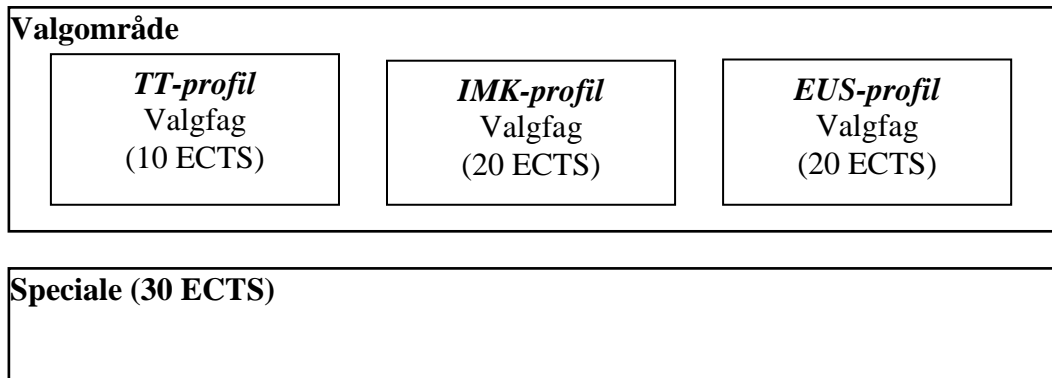 Valgområde
TT-profil
Valgfag
(10 ECTS)
IMK-profil
Valgfag
(20 ECTS)
EUS-profil
Valgfag
(20 ECTS)
Speciale (30 ECTS)